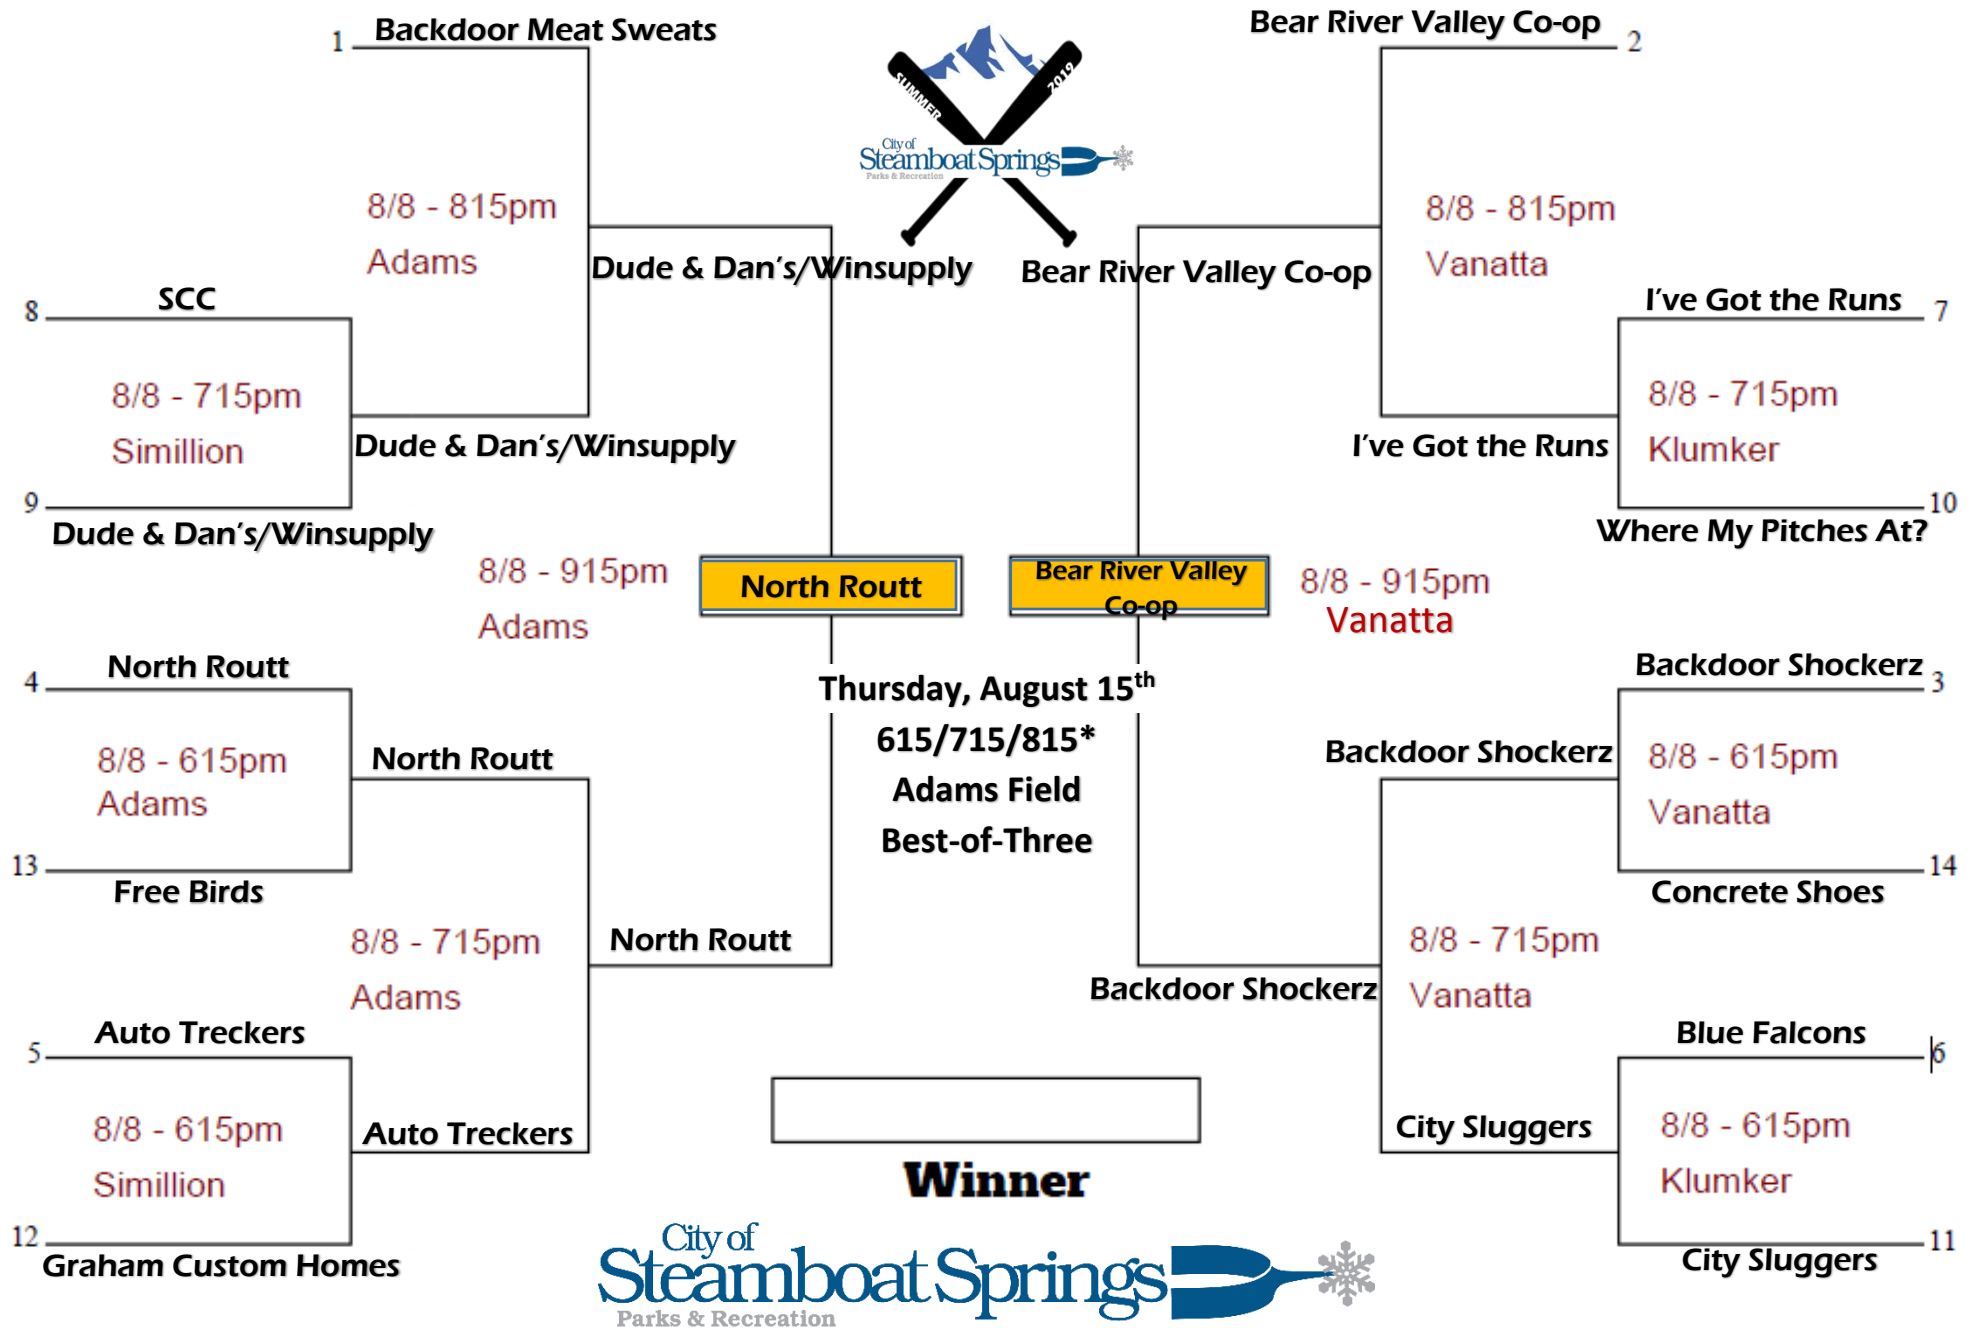 Backdoor Meat Sweats
1
Bear River Valley Co-op
2
SUMMER
2019
City of
Steamboat Springs
Parks & Recreation
8/8 - 815pm
Adams
8/8 - 815pm
Vanatta
Dude & Dan's/Winsupply
Bear River Valley Co-op
SCC
8
I've Got the Runs
7
8/8 - 715pm
Simillion
8/8 - 715pm
Klumker
Dude & Dan's/Winsupply
I've Got the Runs
9
Dude & Dan's/Winsupply
10
Where My Pitches At?
8/8 - 915pm
Adams
North Routt
Bear River Valley
Co-op
8/8 - 915pm
Vanatta
North Routt
4
Thursday, August 15th
615/715/815*
Adams Field
Best-of-Three
Backdoor Shockerz
3
8/8 - 615pm
Adams
North Routt
Backdoor Shockerz
8/8 - 615pm
Vanatta
13
Free Birds
14
Concrete Shoes
8/8 - 715pm
Adams
North Routt
Backdoor Shockerz
8/8 - 715pm
Vanatta
Auto Treckers
5
Blue Falcons
6
8/8 - 615pm
Simillion
Auto Treckers
City Sluggers
8/8 - 615pm
Klumker
12
Graham Custom Homes
11
City Sluggers
Winner
City of
Steamboat Springs
Parks & Recreation